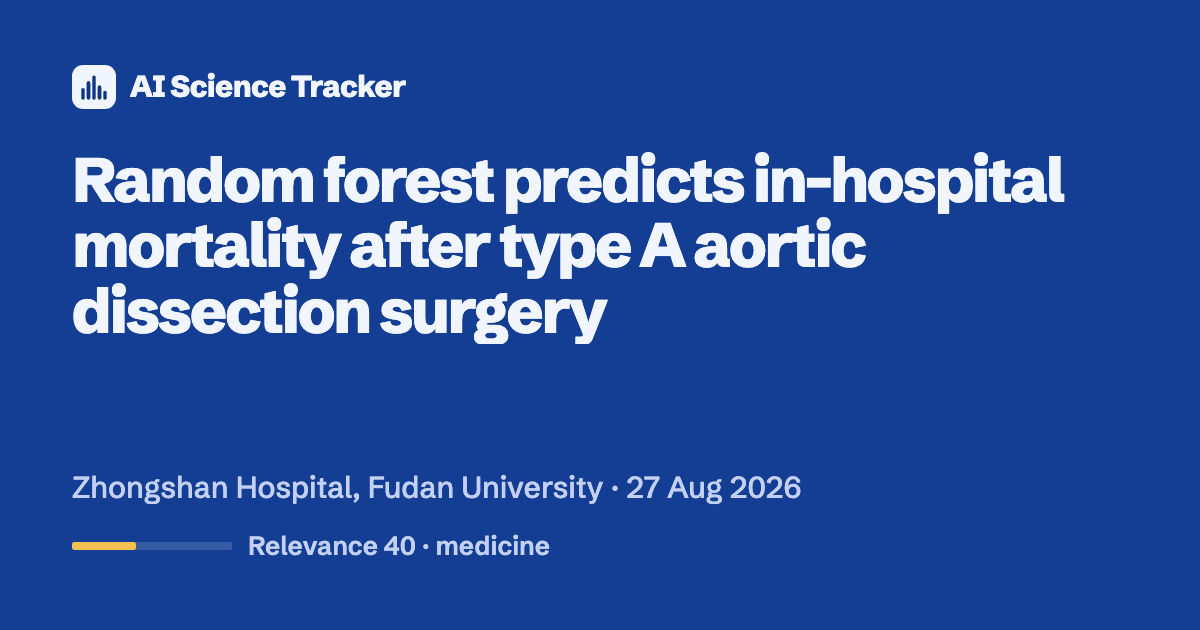 AI Science Tracker
Random forest predicts in-hospital
mortality after type A aortic
dissection surgery
Zhongshan Hospital, Fudan University · 27 Aug 2026
Relevance 40 · medicine